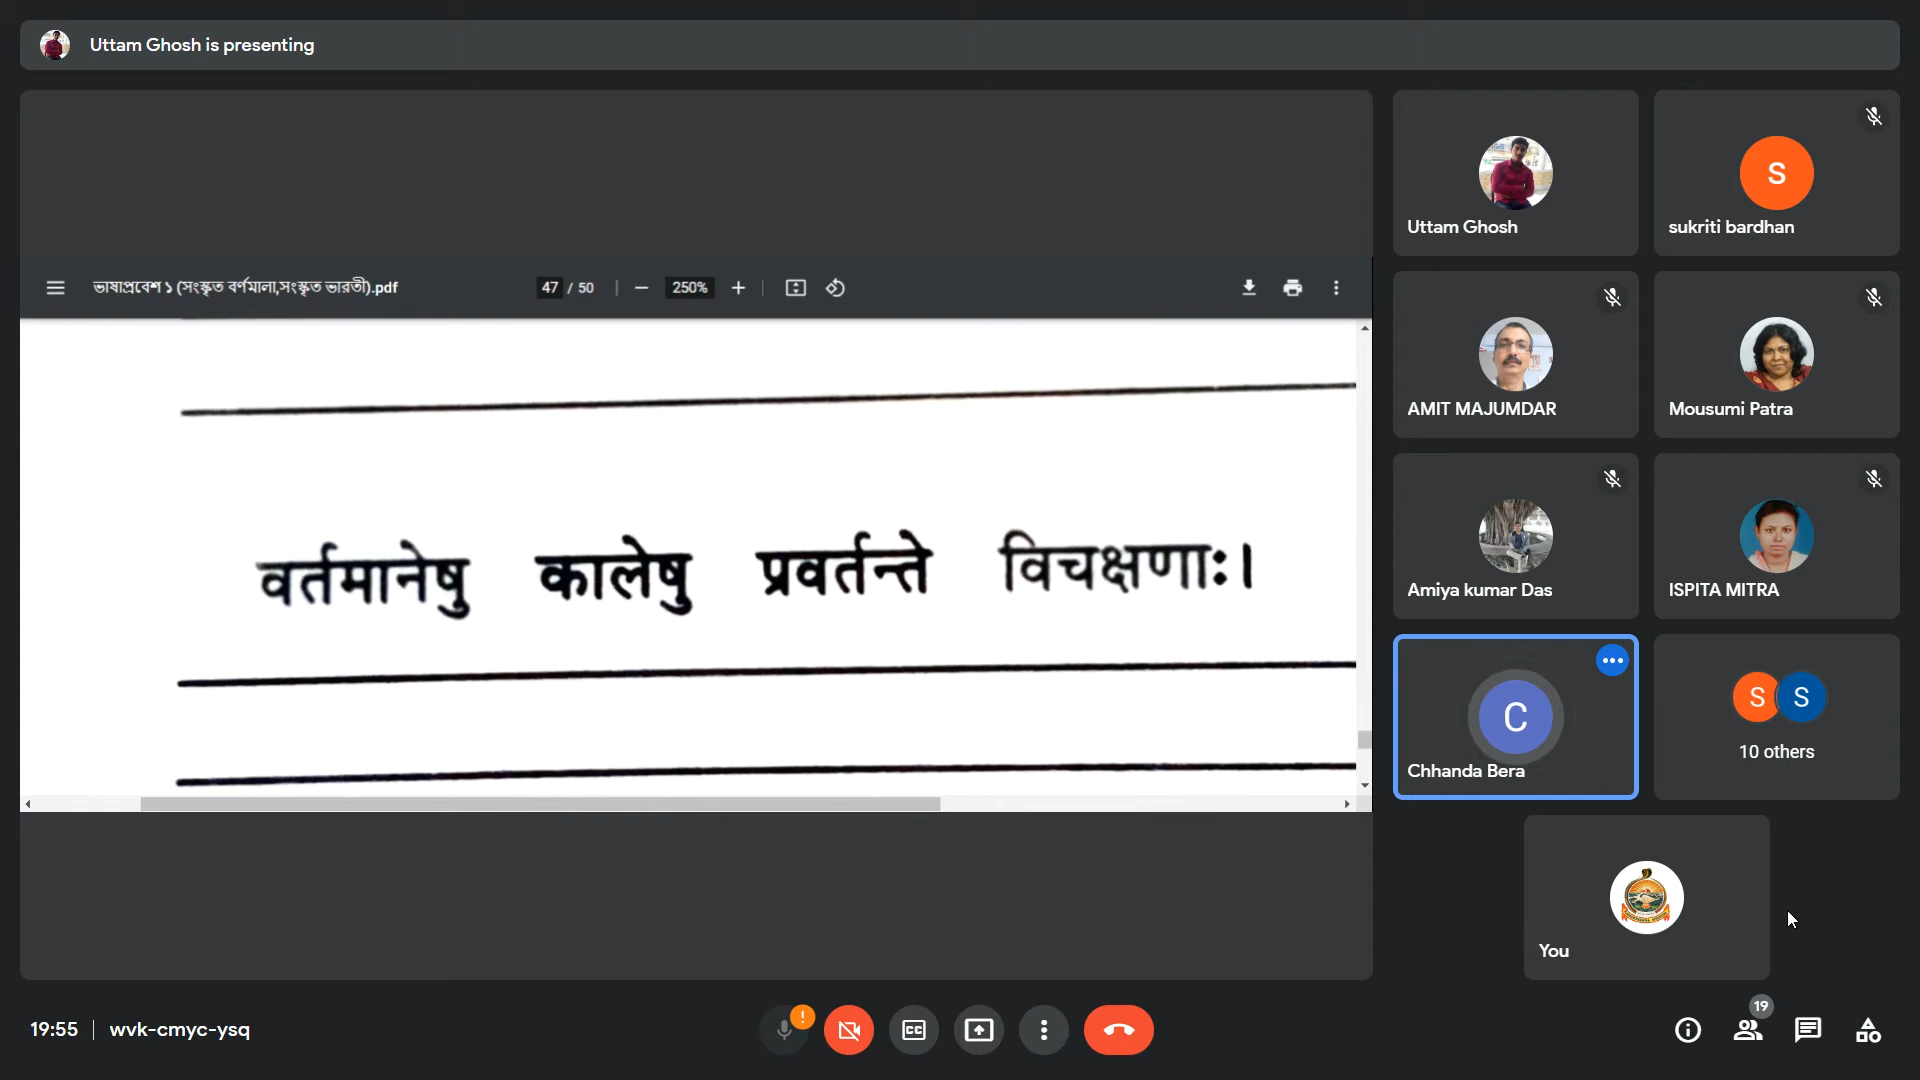 Uttam Ghosh is presenting
ভাষাপ্রবেশ ১ (সংস্কৃত বর্ণমালা,সংস্কৃত ভারতী).pdf
47 / 50
250%
वर्तमानेषु कालेषु प्रवर्तन्ते विचक्षणाः।
Uttam Ghosh
S
sukriti bardhan
AMIT MAJUMDAR
Mousumi Patra
Amiya kumar Das
ISPITA MITRA
C
Chhanda Bera
S S
10 others
You
19:55 | wvk-cmyc-ysq
!
CC
19